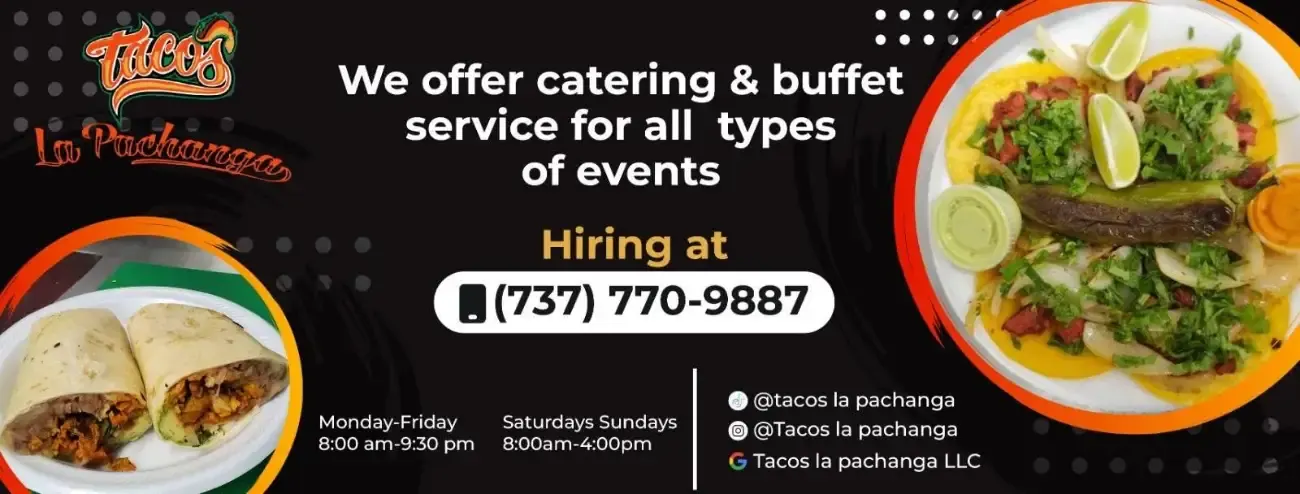 Tacos
La Pachanga
We offer catering & buffet
service for all types
of events
Hiring at
(737) 770-9887
Monday-Friday
8:00 am-9:30 pm
Saturdays Sundays
8:00am-4:00pm
@tacos la pachanga
@Tacos la pachanga
Tacos la pachanga LLC